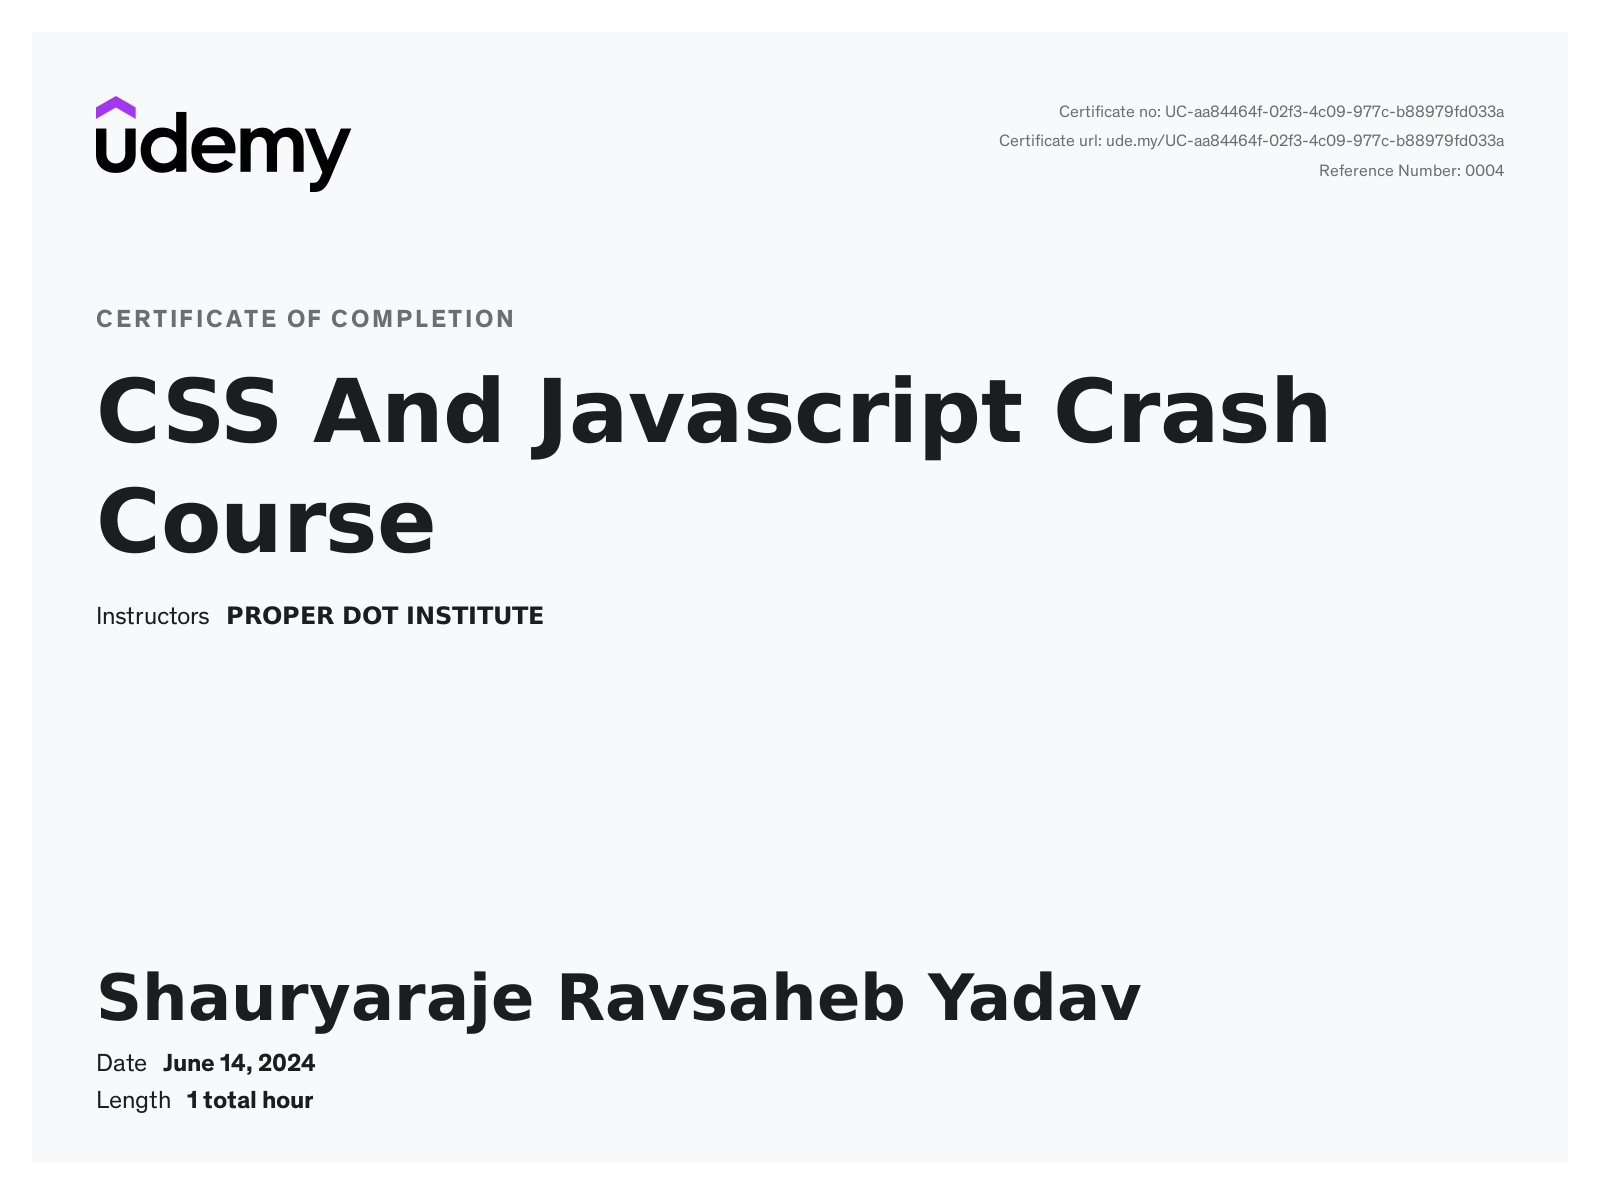 udemy
Certificate no: UC-aa84464f-02f3-4c09-977c-b88979fd033a
Certificate url: ude.my/UC-aa84464f-02f3-4c09-977c-b88979fd033a
Reference Number: 0004
CERTIFICATE OF COMPLETION
CSS And Javascript Crash
Course
Instructors PROPER DOT INSTITUTE
Shauryaraje Ravsaheb Yadav
Date June 14, 2024
Length 1 total hour